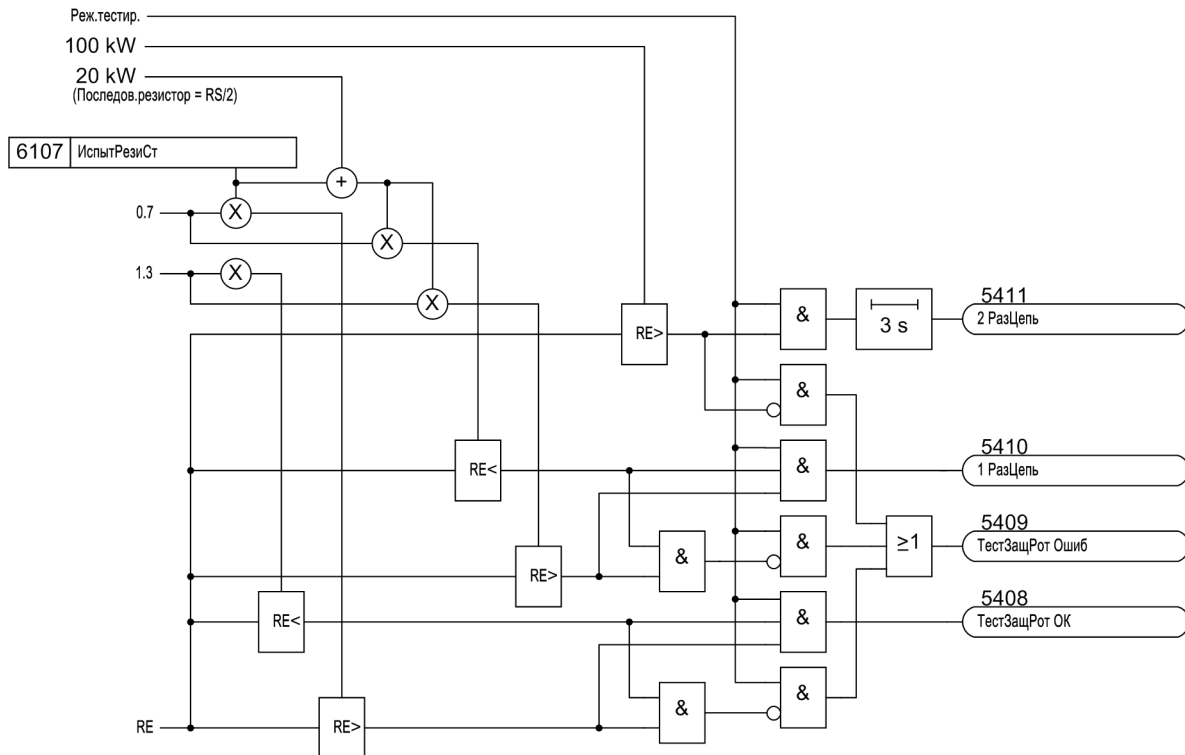 Реж.тестир.
100 kW
20 kW
(Последов.резистор = RS/2)
6107 ИспытРезиСт
+
0.7 X
X
1.3 X
X
5411
& 3 s 2 РазЦепь
RE>
&
5410
RE< & 1 РазЦепь
5409
& ≥1 ТестЗащРот Ошиб
&
RE>
5408
RE< & ТестЗащРот ОК
&
&
RE RE>